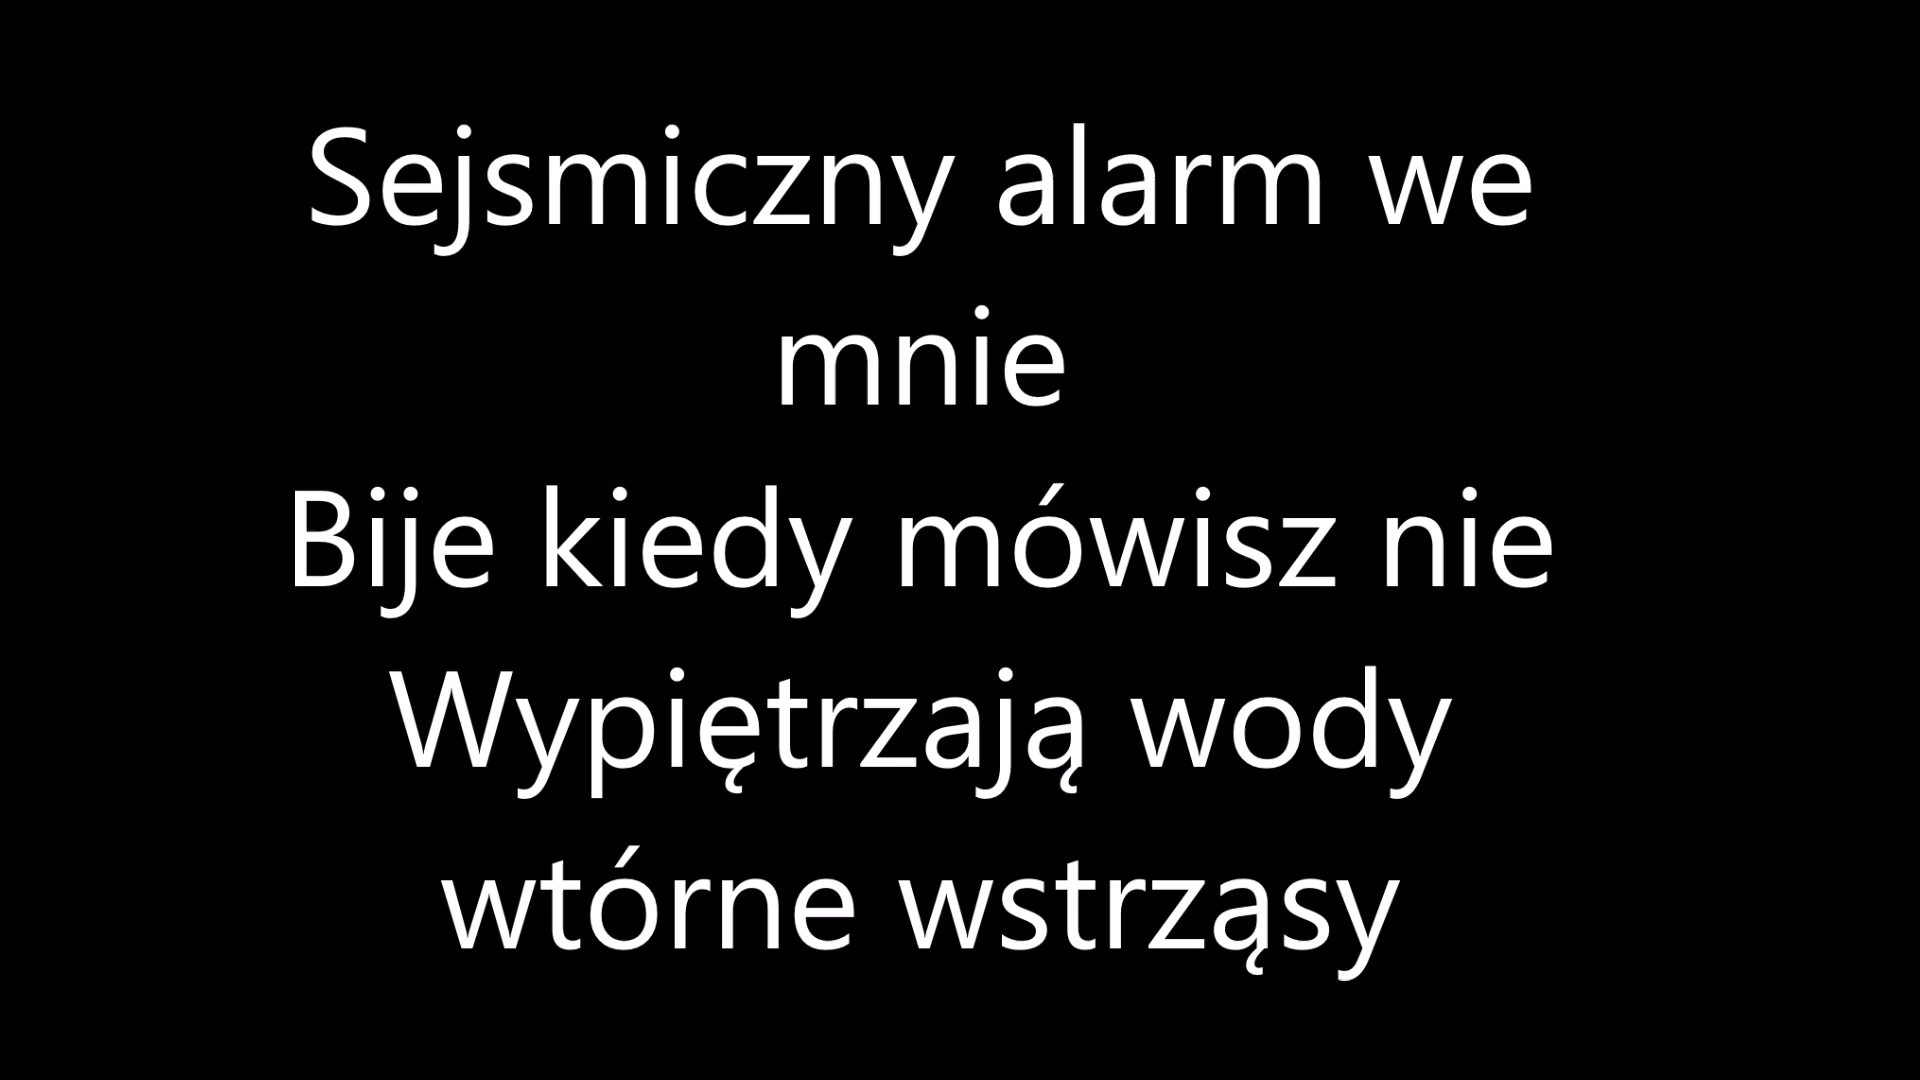 Sejsmiczny alarm we
mnie
Bije kiedy mówisz nie
Wypiętrzają wody
wtórne wstrząsy